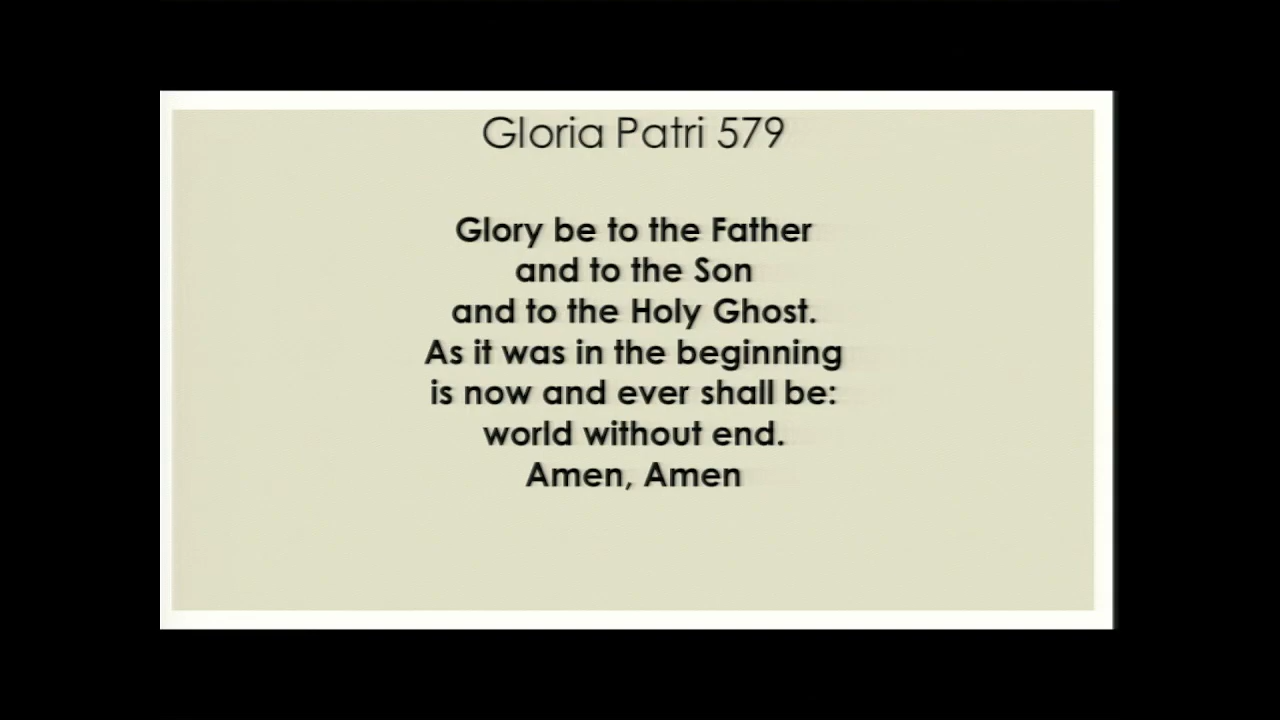 Gloria Patri 579
Glory be to the Father
and to the Son
and to the Holy Ghost.
As it was in the beginning
is now and ever shall be:
world without end.
Amen, Amen